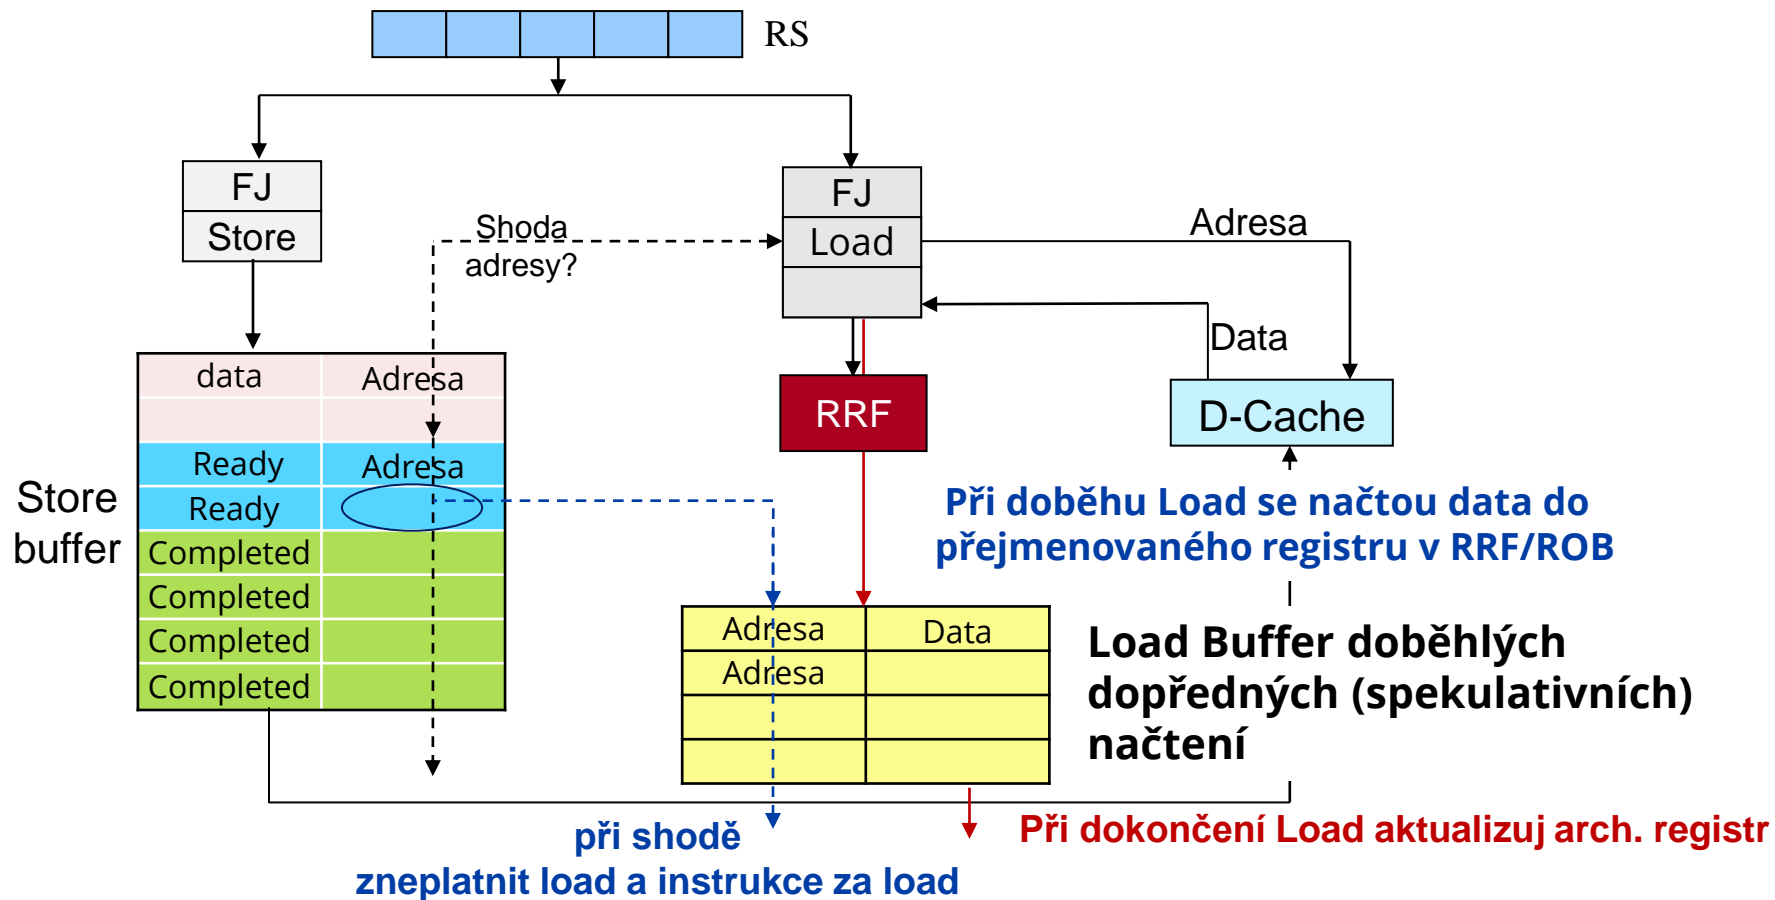 RS
FJ
Store
FJ
Load
Shoda
adresy?
Adresa
Data
data Adresa
Ready Adresa
Ready
Completed
Completed
Completed
Completed
Store
buffer
RRF
D-Cache
Při doběhu Load se načtou data do
přejmenovaného registru v RRF/ROB
Adresa Data
Adresa
Load Buffer doběhlých
dopředných (spekulativních)
načtení
při shodě
zneplatnit load a instrukce za load
Při dokončení Load aktualizuj arch. registr